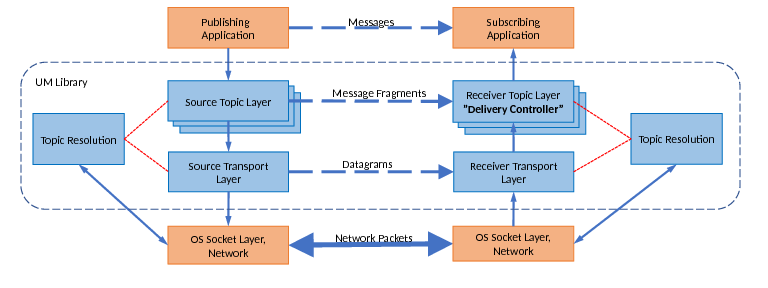 Publishing
Application
Messages
Subscribing
Application
UM Library
Source Topic Layer
Message Fragments
Receiver Topic Layer
"Delivery Controller”
Topic Resolution
Topic Resolution
Source Transport
Layer
Datagrams
Receiver Transport
Layer
OS Socket Layer,
Network
Network Packets
OS Socket Layer,
Network